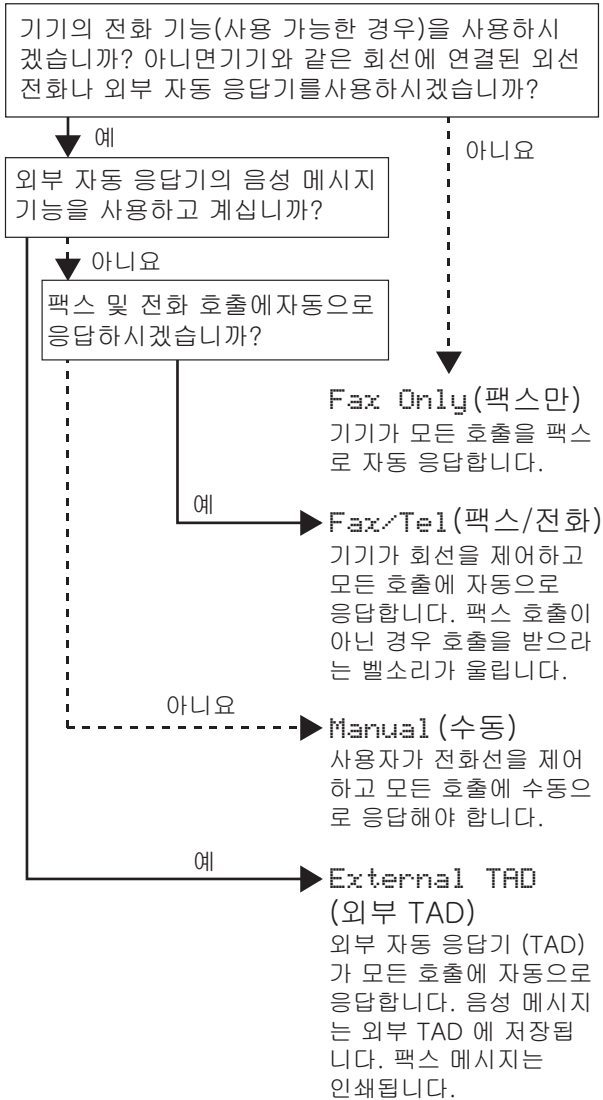 기기의 전화 기능(사용 가능한 경우)을 사용하시
겠습니까? 아니면기기와 같은 회선에 연결된 외선
전화나 외부 자동 응답기를사용하시겠습니까?
예
아니요
외부 자동 응답기의 음성 메시지
기능을 사용하고 계십니까?
아니요
팩스 및 전화 호출에자동으로
응답하시겠습니까?
Fax Only(팩스만)
기기가 모든 호출을 팩스
로 자동 응답합니다.
예
Fax/Tel(팩스/전화)
기기가 회선을 제어하고
모든 호출에 자동으로
응답합니다. 팩스 호출이
아닌 경우 호출을 받으라
는 벨소리가 울립니다.
아니요
Manual(수동)
사용자가 전화선을 제어
하고 모든 호출에 수동으
로 응답해야 합니다.
예
External TAD
(외부 TAD)
외부 자동 응답기 (TAD)
가 모든 호출에 자동으로
응답합니다. 음성 메시지
는 외부 TAD 에 저장됩
니다. 팩스 메시지는
인쇄됩니다.